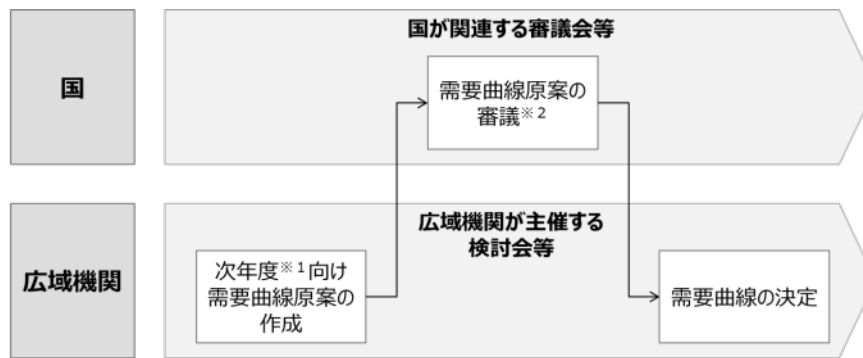 国が関連する審議会等
国
需要曲線原案の
審議※2
広域機関が主催する
検討会等
広域機関
次年度※1向け
需要曲線原案の
作成
需要曲線の決定